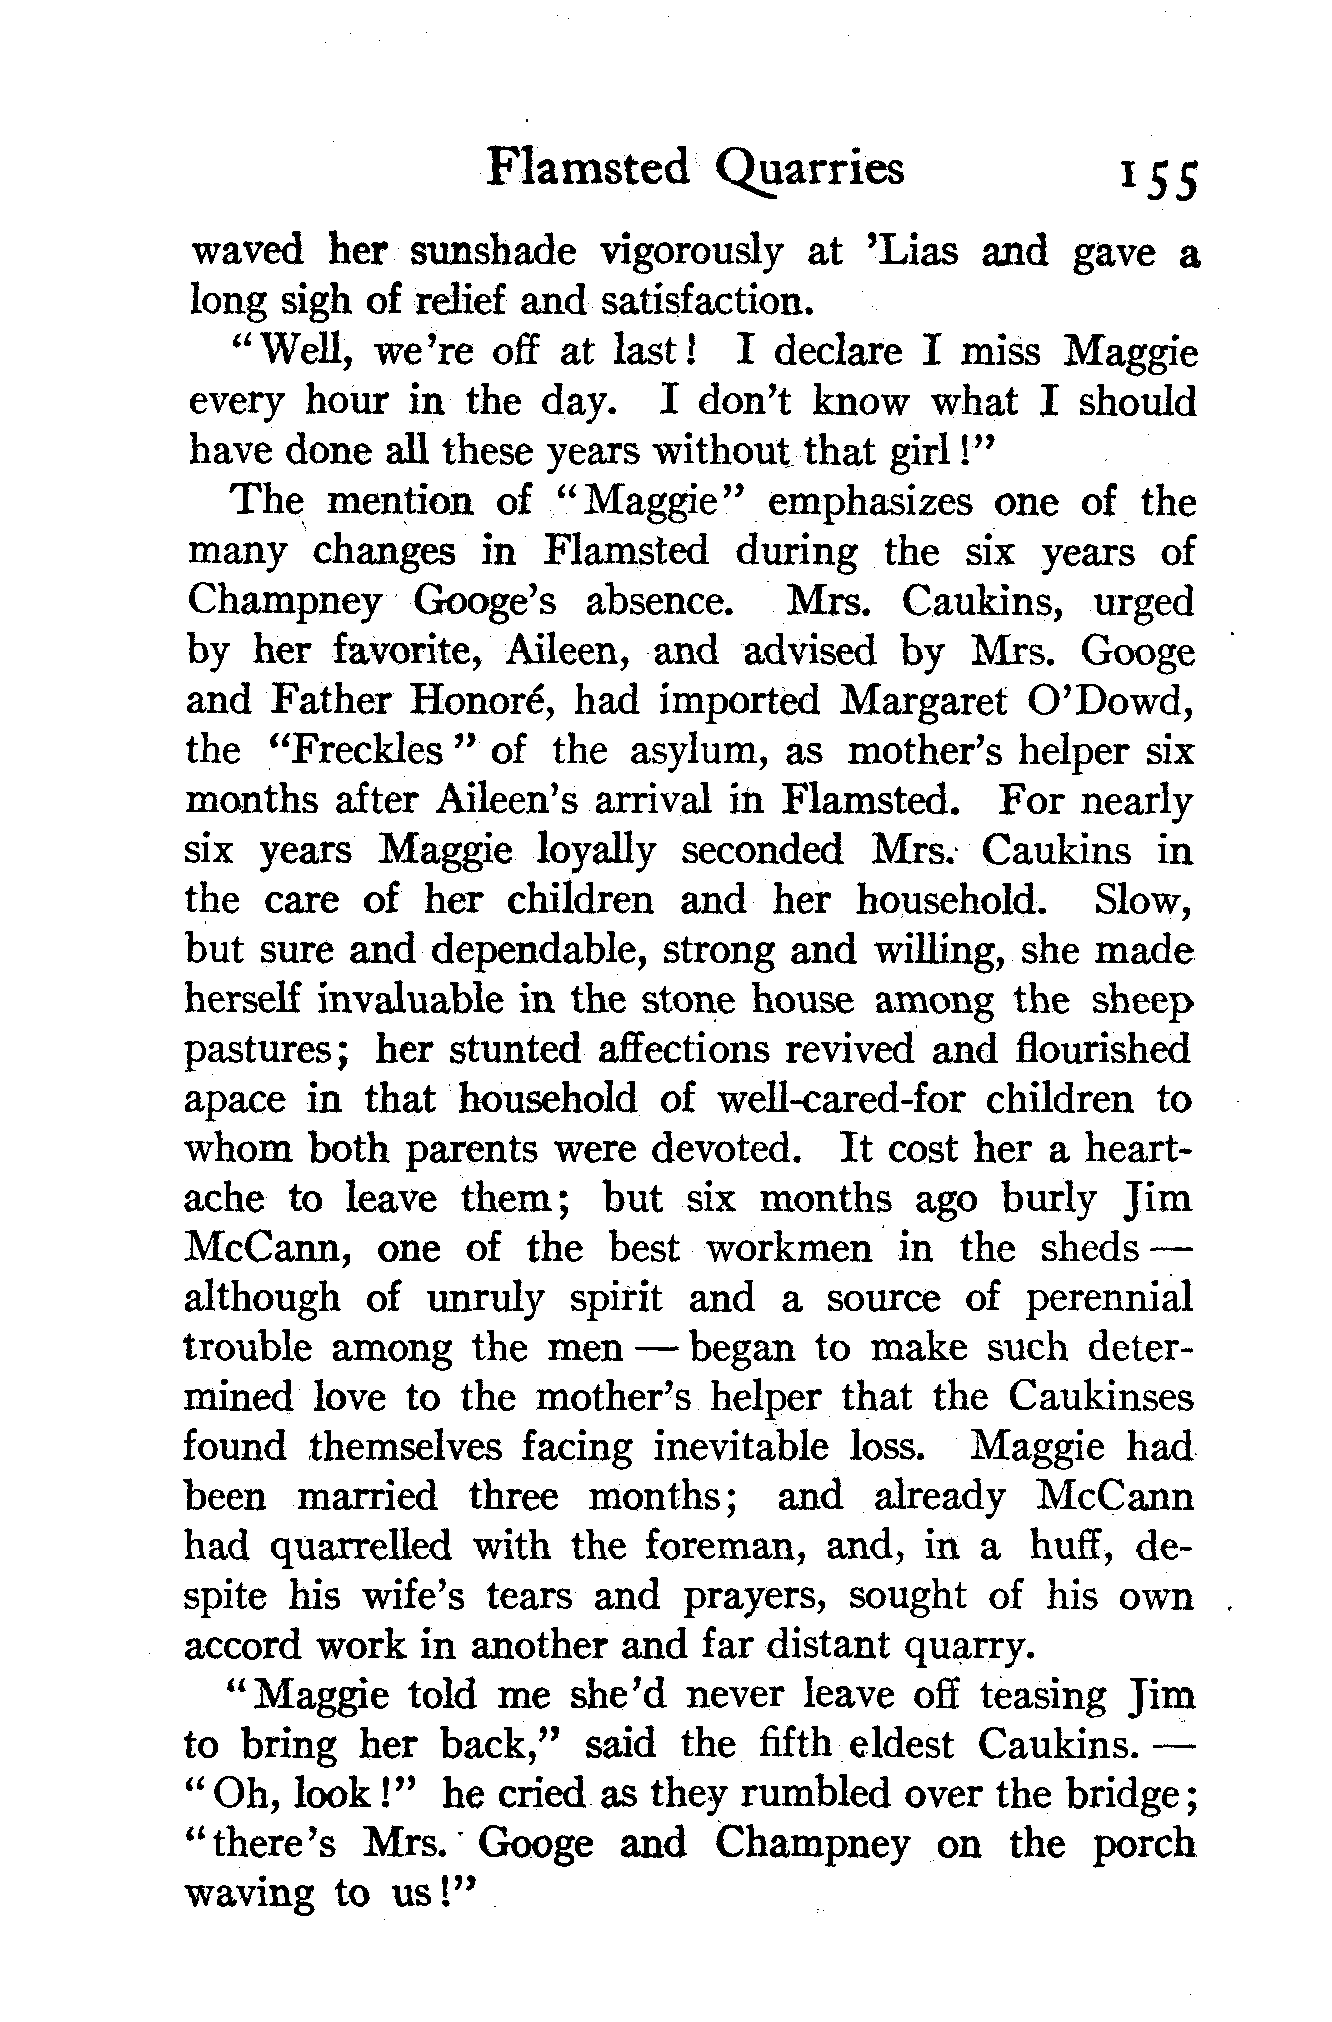 Flamsted Quarries 155
waved her sunshade vigorously at 'Lias and gave a
long sigh of relief and satisfaction.
"Well, we're off at last! I declare I miss Maggie
every hour in the day. I don't know what I should
have done all these years without that girl!"
The mention of "Maggie" emphasizes one of the
many changes in Flamsted during the six years of
Champney Googe's absence. Mrs. Caukins, urged
by her favorite, Aileen, and advised by Mrs. Googe
and Father Honoré, had imported Margaret O'Dowd,
the "Freckles" of the asylum, as mother's helper six
months after Aileen's arrival in Flamsted. For nearly
six years Maggie loyally seconded Mrs. Caukins in
the care of her children and her household. Slow,
but sure and dependable, strong and willing, she made
herself invaluable in the stone house among the sheep
pastures; her stunted affections revived and flourished
apace in that household of well-cared-for children to
whom both parents were devoted. It cost her a heart-
ache to leave them; but six months ago burly Jim
McCann, one of the best workmen in the sheds —
although of unruly spirit and a source of perennial
trouble among the men — began to make such deter-
mined love to the mother's helper that the Caukinses
found themselves facing inevitable loss. Maggie had
been married three months; and already McCann
had quarrelled with the foreman, and, in a huff, de-
spite his wife's tears and prayers, sought of his own
accord work in another and far distant quarry.
"Maggie told me she'd never leave off teasing Jim
to bring her back," said the fifth eldest Caukins. —
"Oh, look!" he cried as they rumbled over the bridge;
"there's Mrs. Googe and Champney on the porch
waving to us!"